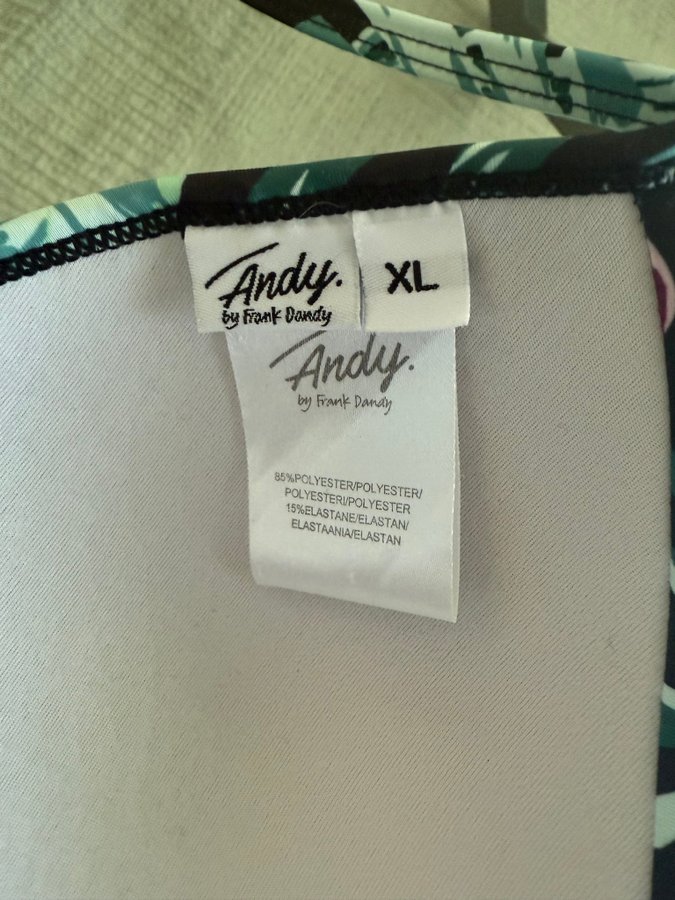 Andy.
by Frank Dandy
XL
Andy.
by Frank Dandy
85%POLYESTER/POLYESTER/
POLYESTERI/POLYESTER
15%ELASTANE/ELASTAN/
ELASTAANIA/ELASTAN